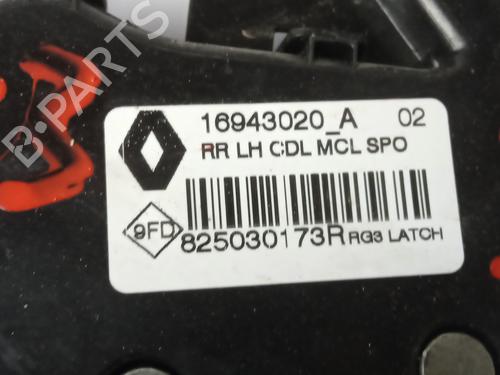 B-PARTS
16943020_A 02
RR LH CDL MCL SPO
9FD
825030173R RG3 LATCH